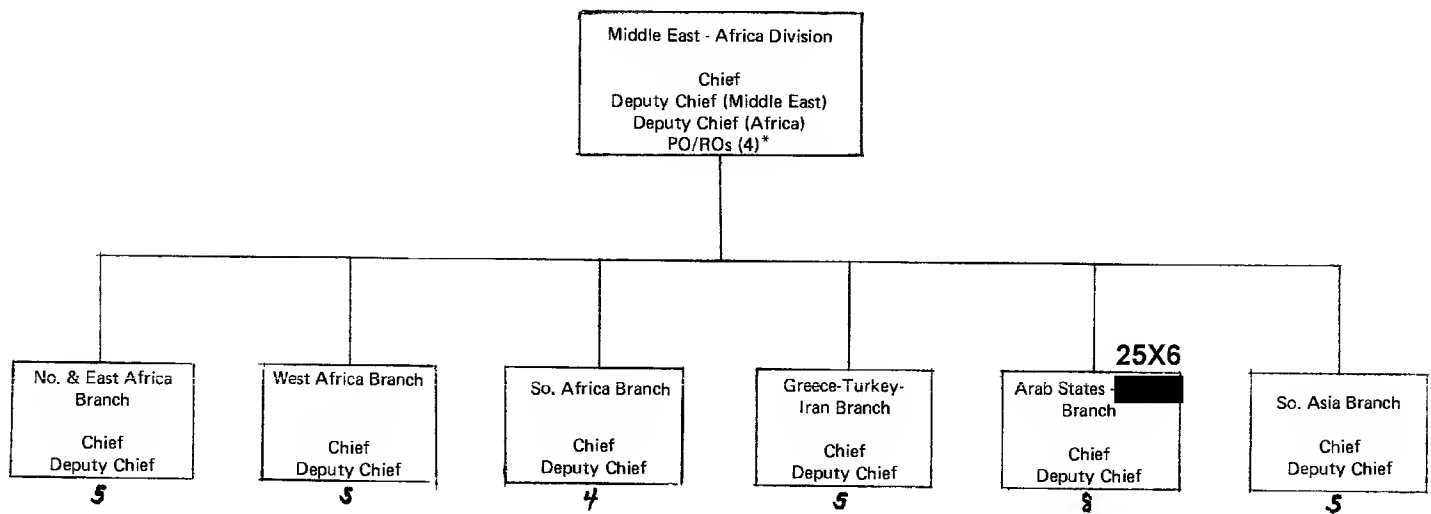 Middle East - Africa Division
Chief
Deputy Chief (Middle East)
Deputy Chief (Africa)
PO/ROs (4)*
No. & East Africa
Branch
Chief
Deputy Chief
5
West Africa Branch
Chief
Deputy Chief
5
So. Africa Branch
Chief
Deputy Chief
4
Greece-Turkey-
Iran Branch
Chief
Deputy Chief
5
25X6
Arab States -
Branch
Chief
Deputy Chief
8
So. Asia Branch
Chief
Deputy Chief
5